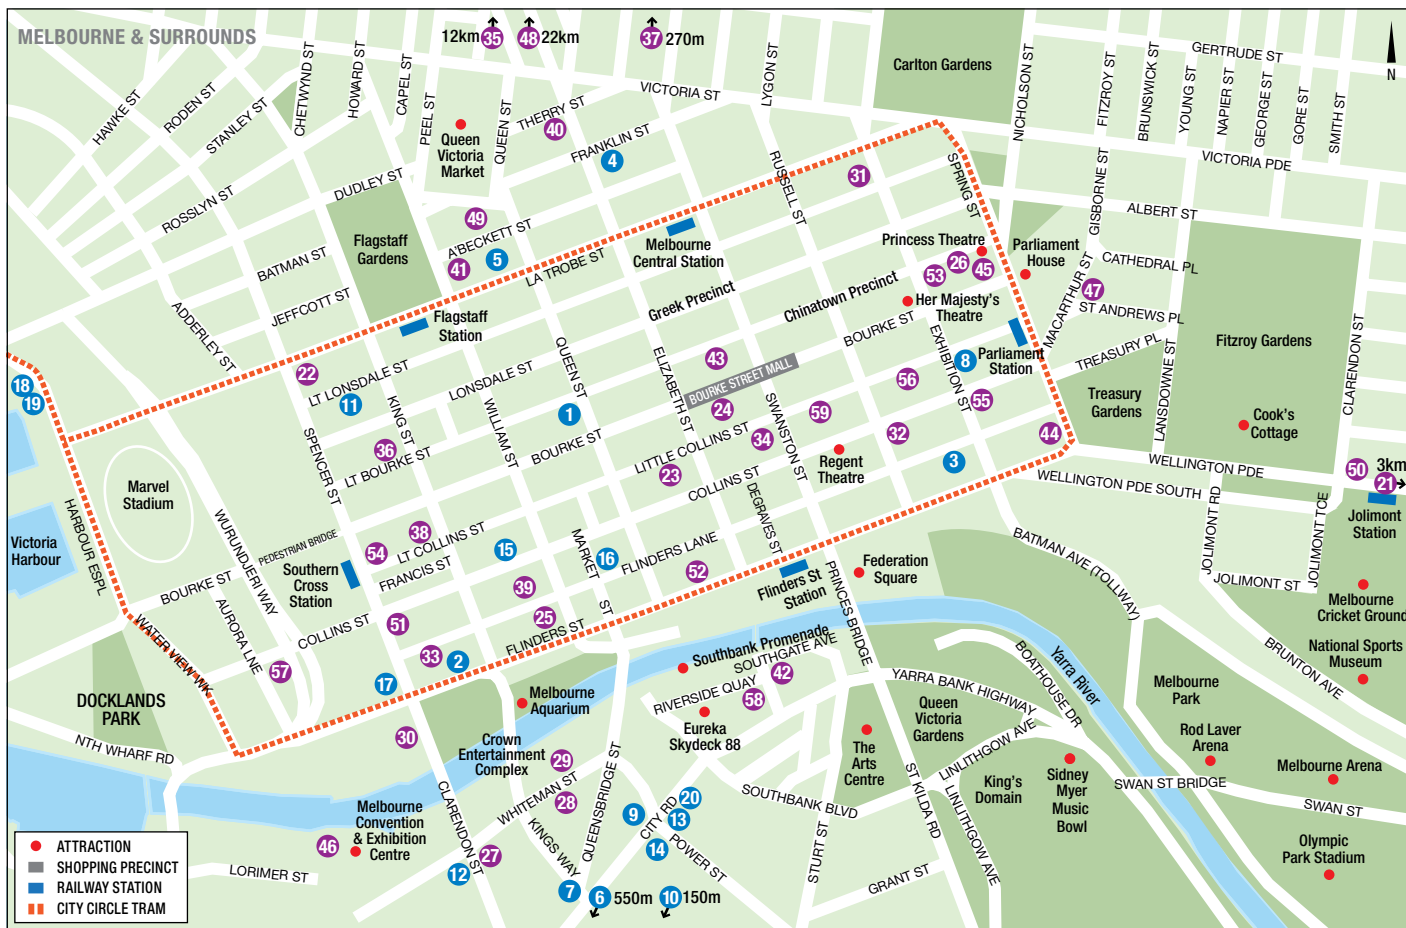 MELBOURNE & SURROUNDS
12km 35
48 22km
37 270m
N
GERTRUDE ST
Carlton Gardens
HAWKE ST
RODEN ST
STANLEY ST
CHETWYND ST
HOWARD ST
CAPEL ST
PEEL ST
QUEEN ST
THERRY ST
40
FRANKLIN ST
4
VICTORIA ST
LYGON ST
NICHOLSON ST
FITZROY ST
BRUNSWICK ST
YOUNG ST
NAPIER ST
GEORGE ST
GORE ST
SMITH ST
VICTORIA PDE
Queen
Victoria
Market
RUSSELL ST
31
SPRING ST
GISBORNE ST
ALBERT ST
ROSSLYN ST
DUDLEY ST
49
A'BECKETT ST
41
5
Flagstaff
Gardens
BATMAN ST
JEFFCOTT ST
ADDERLEY ST
LA TROBE ST
Melbourne
Central Station
Princess Theatre
26
45
53
Parliament
House
CATHEDRAL PL
MACARTHUR ST
47
ST ANDREWS PL
TREASURY PL
Fitzroy Gardens
CLARENDON ST
LANSDOWNE ST
Flagstaff
Station
Greek Precinct
Chinatown Precinct
Her Majesty's
Theatre
BOURKE ST
EXHIBITION ST
8
Parliament
Station
Treasury
Gardens
Cook's
Cottage
18
19
22
LT LONSDALE ST
11
LONSDALE ST
KING ST
WILLIAM ST
QUEEN ST
1
ELIZABETH ST
43
BOURKE STREET MALL
24
SWANSTON ST
59
56
55
32
34
44
3
Regent
Theatre
36
LT BOURKE ST
BOURKE ST
LITTLE COLLINS ST
23
COLLINS ST
DEGRAVES ST
SPENCER ST
WELLINGTON PDE
WELLINGTON PDE SOUTH
50
3km
21
Jolimont
Station
JOLIMONT RD
JOLIMONT TCE
JOLIMONT ST
Marvel
Stadium
HARBOUR ESPL
Victoria
Harbour
WURUNDJERI WAY
PEDESTRIAN BRIDGE
BOURKE ST
AURORA LNE
WATER VIEW WK
Southern
Cross
Station
54
38
LT COLLINS ST
FRANCIS ST
15
MARKET ST
16
FLINDERS LANE
52
39
25
FLINDERS ST
51
COLLINS ST
57
33
2
17
30
Flinders St
Station
Federation
Square
PRINCES BRIDGE
BATMAN AVE (TOLLWAY)
Melbourne
Cricket Ground
National Sports
Museum
BRUNTON AVE
DOCKLANDS
PARK
NTH WHARF RD
Melbourne
Aquarium
Southbank Promenade
SOUTHGATE AVE
42
RIVERSIDE QUAY
58
Eureka
Skydeck 88
YARRA BANK HIGHWAY
BOATHOUSE DR
Yarra River
Queen
Victoria
Gardens
Melbourne
Park
Rod Laver
Arena
Melbourne Arena
SWAN ST BRIDGE
SWAN ST
Olympic
Park Stadium
The
Arts
Centre
ST KILDA RD
LINLITHGOW AVE
LINLITHGOW AVE
King's
Domain
Sidney
Myer
Music
Bowl
Crown
Entertainment
Complex
29
WHITEMAN ST
28
QUEENSBRIDGE ST
KINGS WAY
CLARENDON ST
Melbourne
Convention
& Exhibition
Centre
46
27
12
7
6 550m
10 150m
9
CITY RD
20
13
14
POWER ST
SOUTHBANK BLVD
STURT ST
GRANT ST
LORIMER ST
ATTRACTION
SHOPPING PRECINCT
RAILWAY STATION
CITY CIRCLE TRAM